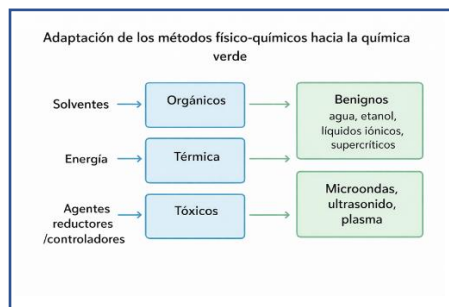 Adaptación de los métodos físico-químicos hacia la química
verde
Solventes
Orgánicos
Benignos
agua, etanol,
líquidos iónicos,
supercríticos
Energía
Térmica
Agentes
reductores
/controladores
Tóxicos
Microondas,
ultrasonido,
plasma